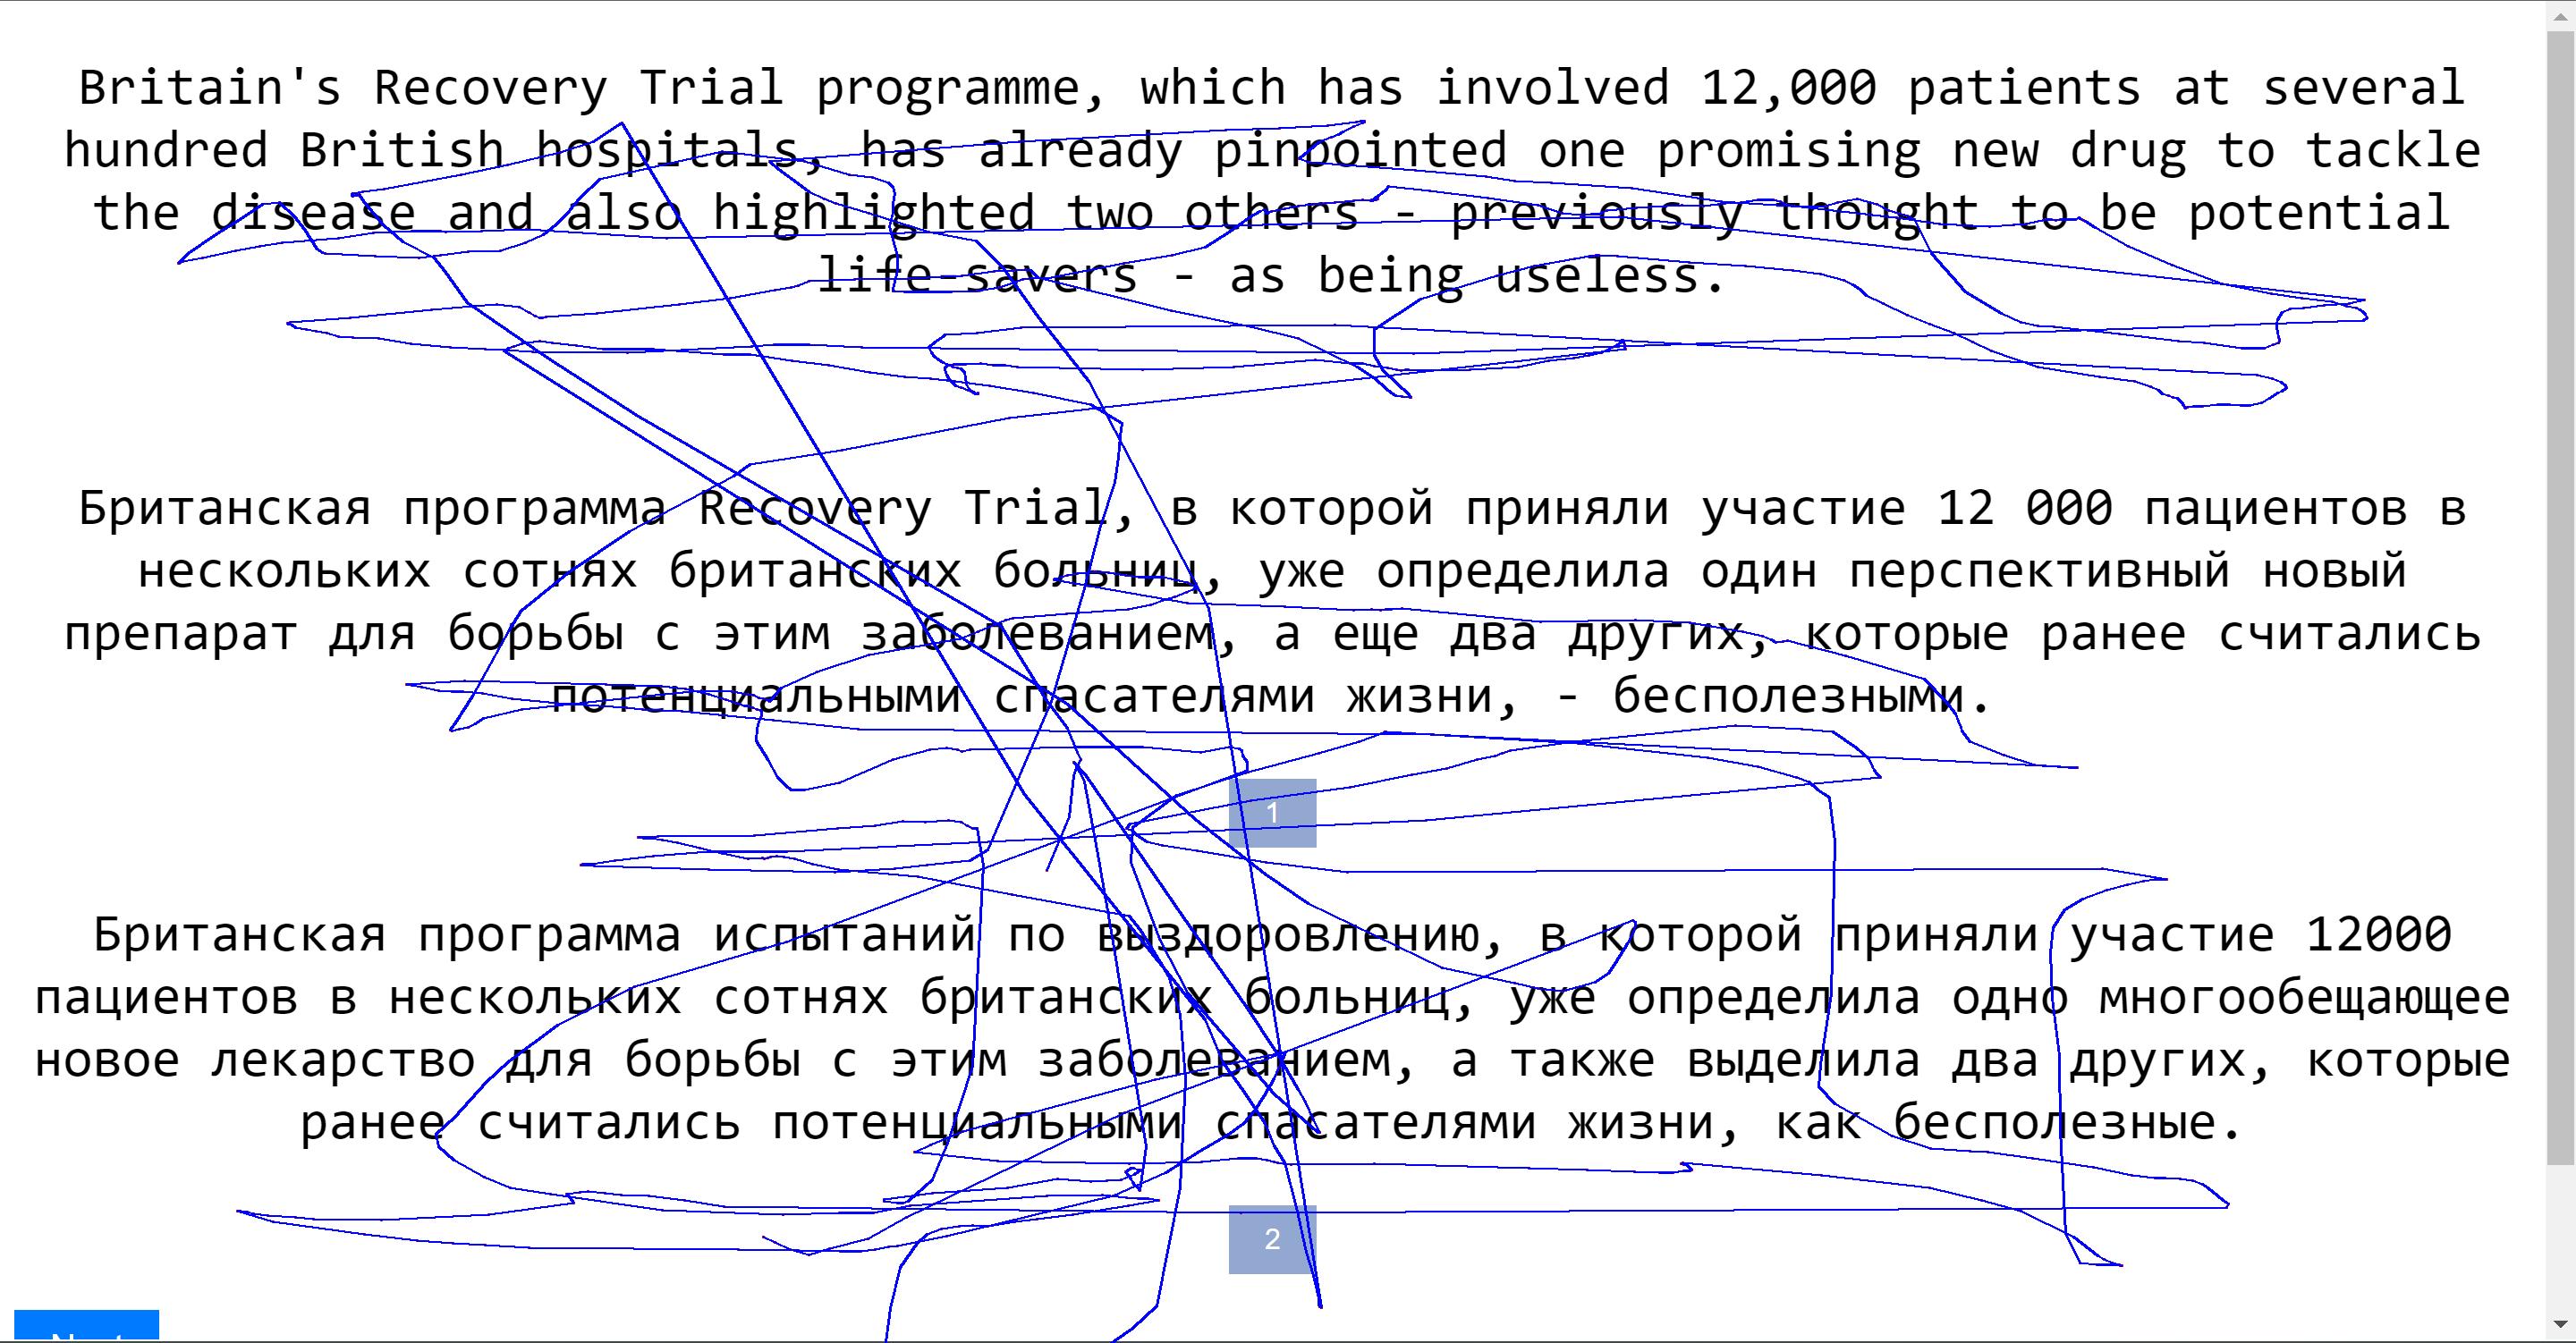 Britain's Recovery Trial programme, which has involved 12,000 patients at several
hundred British hospitals, has already pinpointed one promising new drug to tackle
the disease and also highlighted two others - previously thought to be potential
life-savers - as being useless.
Британская программа Recovery Trial, в которой приняли участие 12 000 пациентов в
нескольких сотнях британских больниц, уже определила один перспективный новый
препарат для борьбы с этим заболеванием, а еще два других, которые ранее считались
потенциальными спасателями жизни, - бесполезными.
1
Британская программа испытаний по выздоровлению, в которой приняли участие 12000
пациентов в нескольких сотнях британских больниц, уже определила одно многообещающее
новое лекарство для борьбы с этим заболеванием, а также выделила два других, которые
ранее считались потенциальными спасателями жизни, как бесполезные.
2